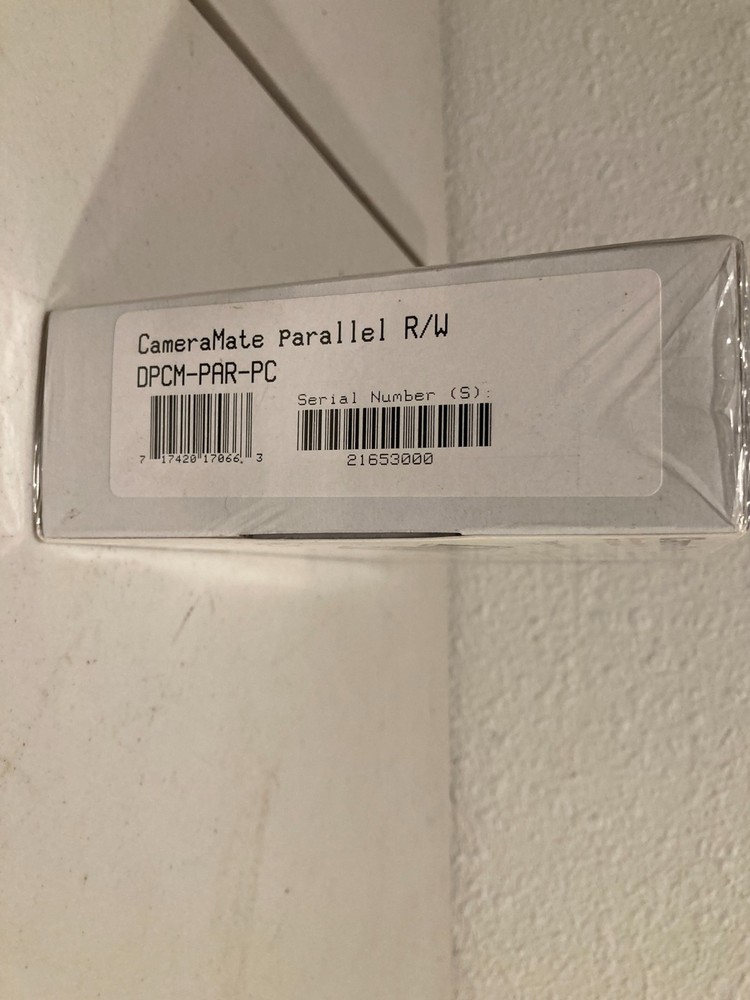 CameraMate Parallel R/W
DPCM-PAR-PC
Serial Number (S):
7 17420 17066 3
21653000